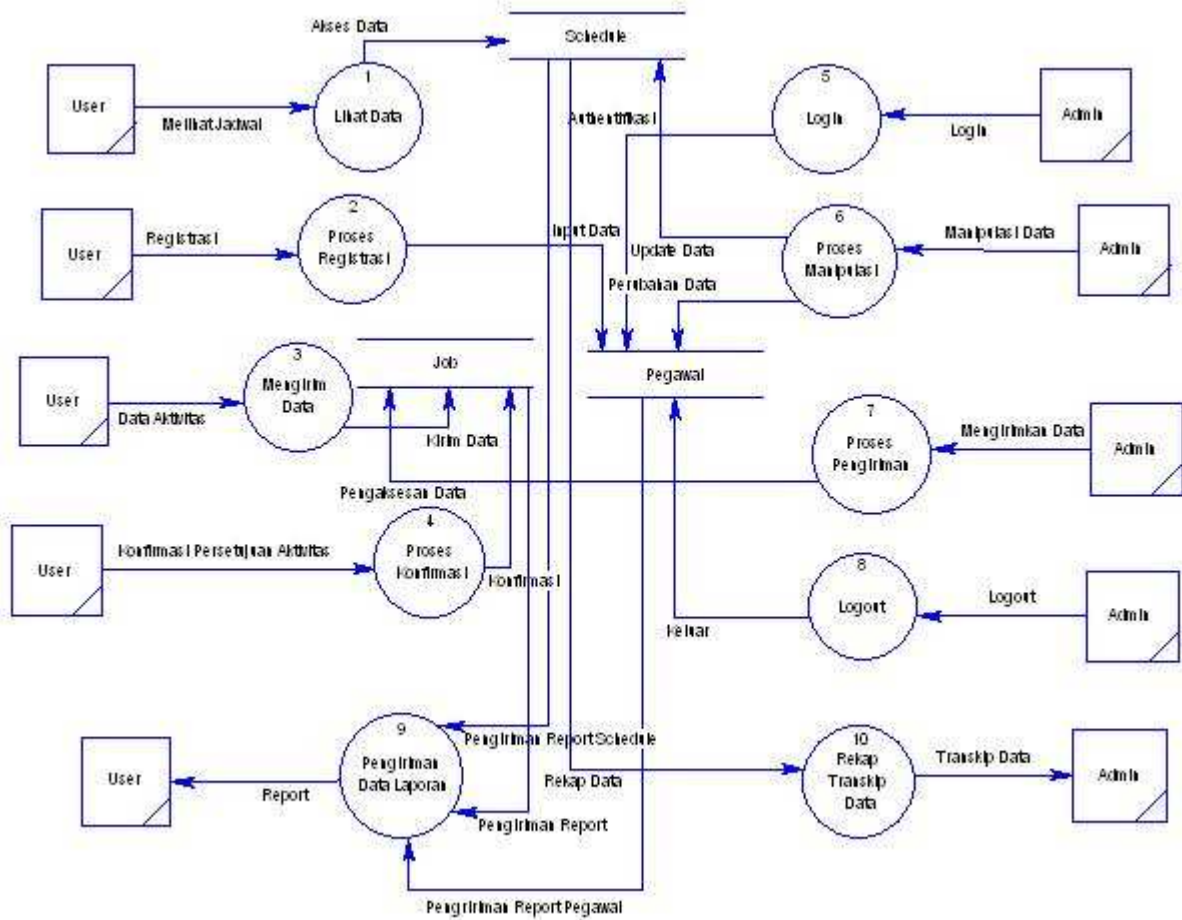 Akses Data
Schedule
1
Lihat Data
User
Melihat Jadwal
5
Login
Login
Admin
Authentifikasi
2
Proses
Registrasi
User
Registrasi
Input Data
Update Data
Perubahan Data
6
Proses
Manipulasi
Manipulasi Data
Admin
3
Mengirim
Data
User
Data Aktivitas
Job
Kirim Data
Pegawai
7
Proses
Pengiriman
Mengirimkan Data
Admin
Pengaksesan Data
4
Proses
Konfirmasi
User
Konfirmasi Persetujuan Aktivitas
Konfirmasi
8
Logout
Logout
Admin
Keluar
9
Pengiriman
Data Laporan
User
Report
Pengiriman Report Schedule
Rekap Data
Pengiriman Report
10
Rekap
Transkip
Data
Transkip Data
Admin
Pengririman Report Pegawai